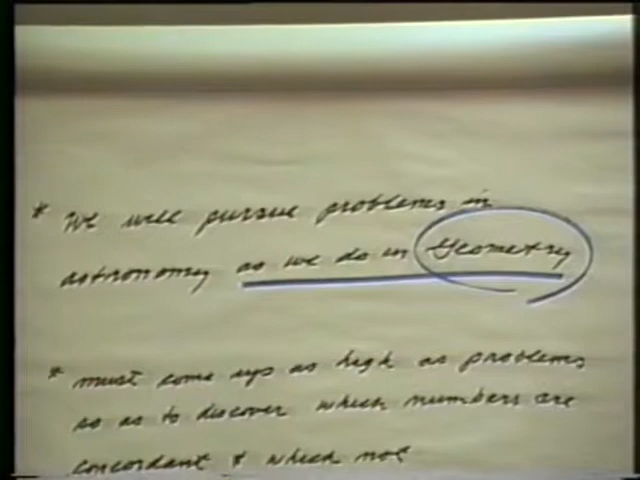 * We will pursue problems in
astronomy as we do in Geometry
* must come up as high as problems
so as to discover which numbers are
concordant & which not